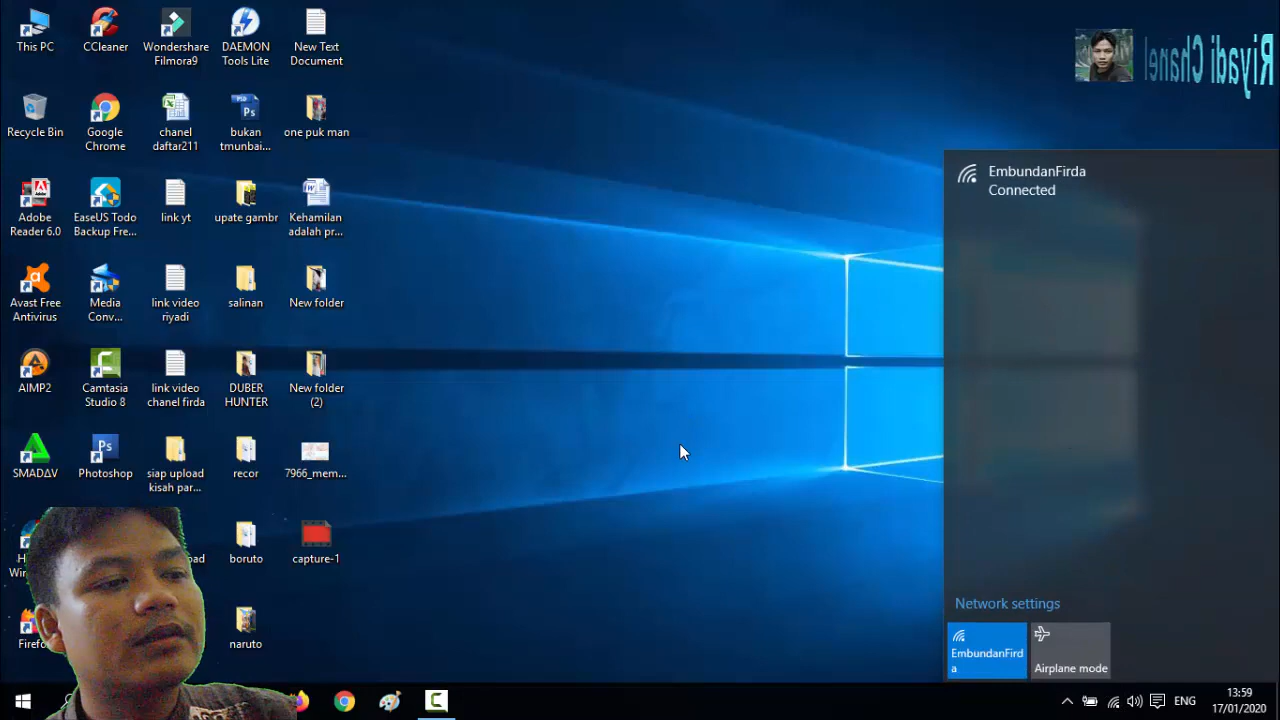 This PC
CCleaner
Wondershare
Filmora9
DAEMON
Tools Lite
New Text
Document
Riyadi Chanel
Recycle Bin
Google
Chrome
chanel
daftar211
bukan
tmunbai...
one puk man
Adobe
Reader 6.0
EaseUS Todo
Backup Fre...
link yt
upate gambr
Kehamilan
adalah pr...
Avast Free
Antivirus
Media
Conv...
link video
riyadi
salinan
New folder
AIMP2
Camtasia
Studio 8
link video
chanel firda
DUBER
HUNTER
New folder
(2)
SMADΔV
Photoshop
siap upload
kisah par...
recor
7966_mem...
boruto
capture-1
Firefo
naruto
EmbundanFirda
Connected
Network settings
EmbundanFird
a
Airplane mode
ENG
13:59
17/01/2020